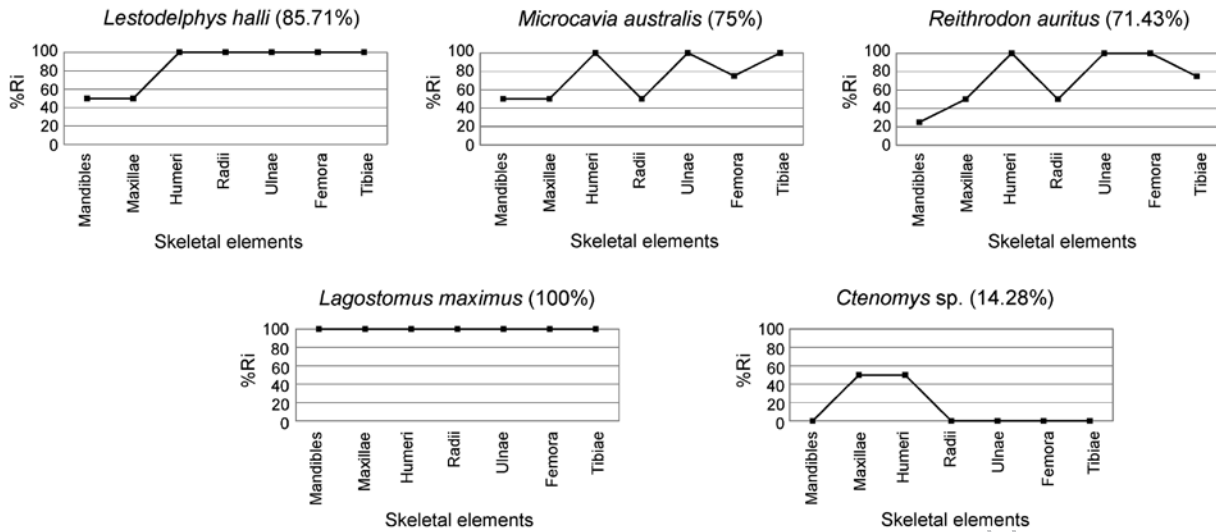 Lestodelphys halli (85.71%)
%Ri
100
80
60
40
20
0
Mandibles
Maxillae
Humeri
Radii
Ulnae
Femora
Tibiae
Skeletal elements
Microcavia australis (75%)
%Ri
100
80
60
40
20
0
Mandibles
Maxillae
Humeri
Radii
Ulnae
Femora
Tibiae
Skeletal elements
Reithrodon auritus (71.43%)
%Ri
100
80
60
40
20
0
Mandibles
Maxillae
Humeri
Radii
Ulnae
Femora
Tibiae
Skeletal elements
Lagostomus maximus (100%)
%Ri
100
80
60
40
20
0
Mandibles
Maxillae
Humeri
Radii
Ulnae
Femora
Tibiae
Skeletal elements
Ctenomys sp. (14.28%)
%Ri
100
80
60
40
20
0
Mandibles
Maxillae
Humeri
Radii
Ulnae
Femora
Tibiae
Skeletal elements